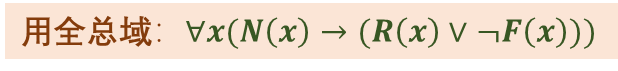 用全总域：∀x(N(x) → (R(x) ∨ ¬F(x)))